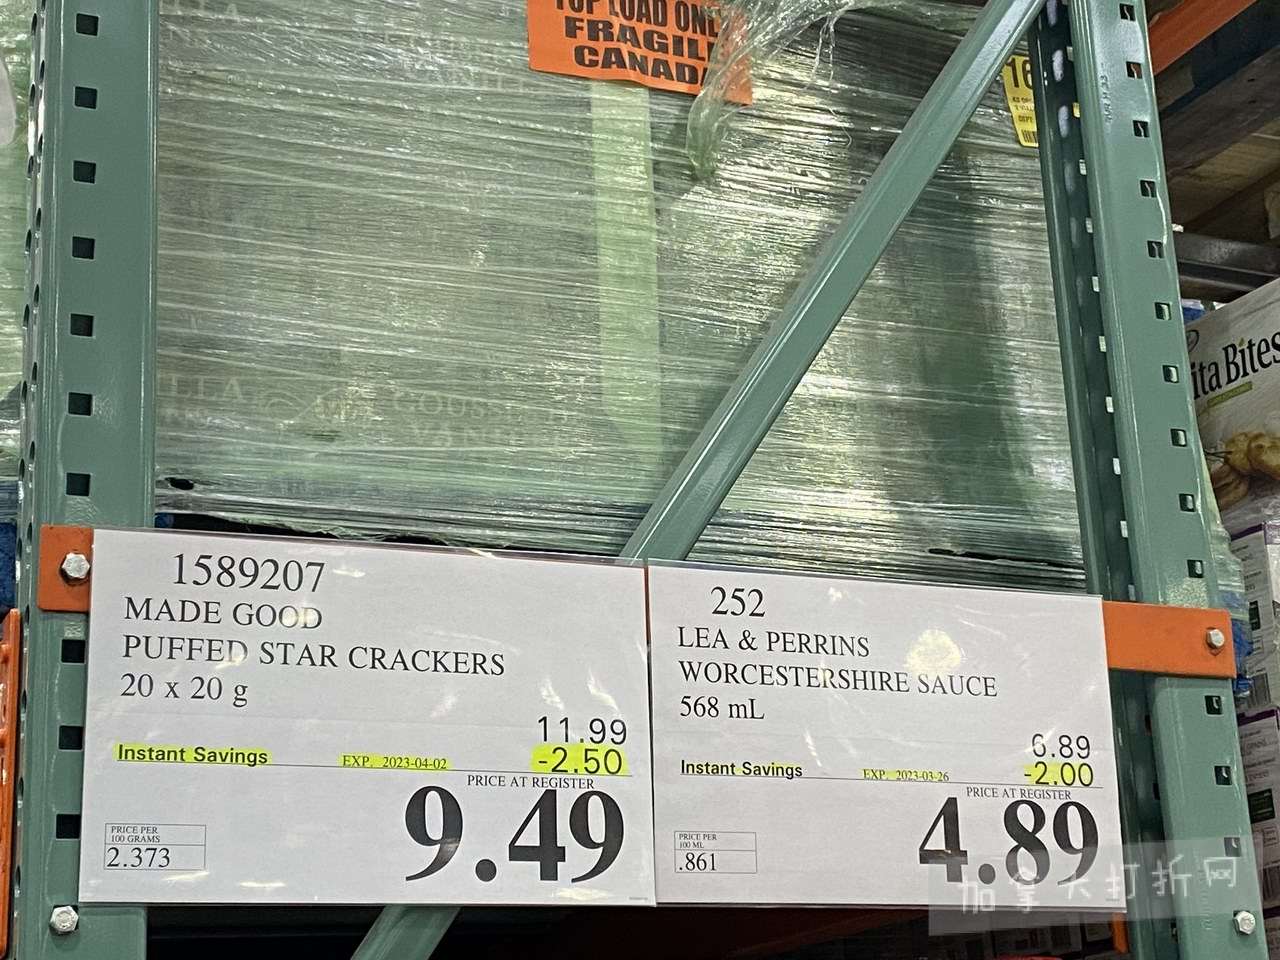 TOP LOAD ONL
FRAGIL
CANAD
16
ita Bites
1589207
MADE GOOD
PUFFED STAR CRACKERS
20 x 20 g
11.99
Instant Savings EXP. 2023-04-02 -2.50
PRICE AT REGISTER
9.49
PRICE PER
100 GRAMS
2.373
252
LEA & PERRINS
WORCESTERSHIRE SAUCE
568 mL
6.89
Instant Savings EXP. 2023-03-26 -2.00
PRICE AT REGISTER
4.89
PRICE PER
100 ML
.861
加拿大打折网